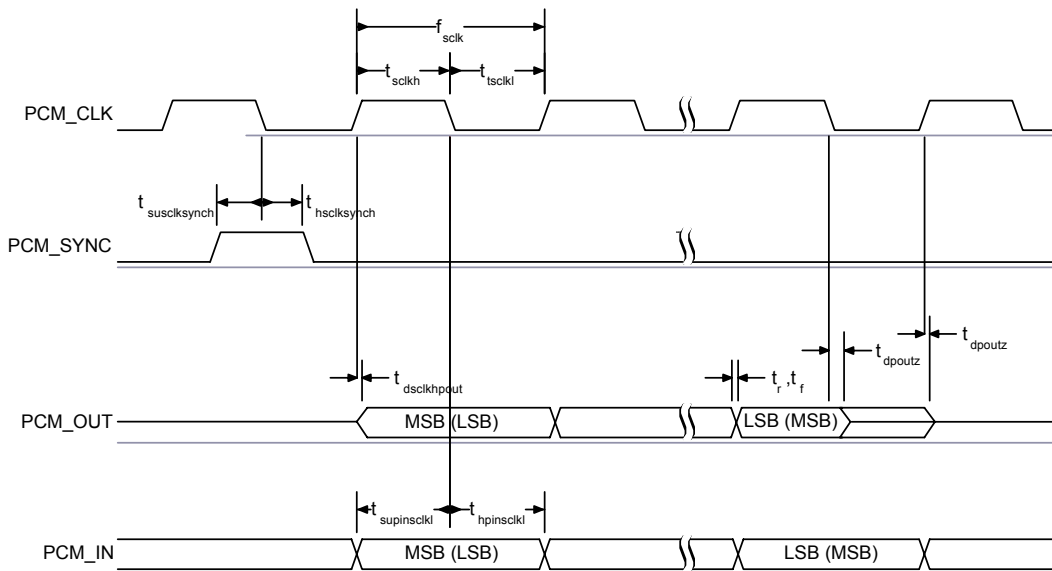 f sclk
t sclkh
t tsclkl
PCM_CLK
t susclksynch
t hsclksynch
PCM_SYNC
t dpoutz
t dpoutz
t dsclkhpout
t r ,t f
PCM_OUT
MSB (LSB)
LSB (MSB)
t supinsclkl
t hpinsclkl
PCM_IN
MSB (LSB)
LSB (MSB)